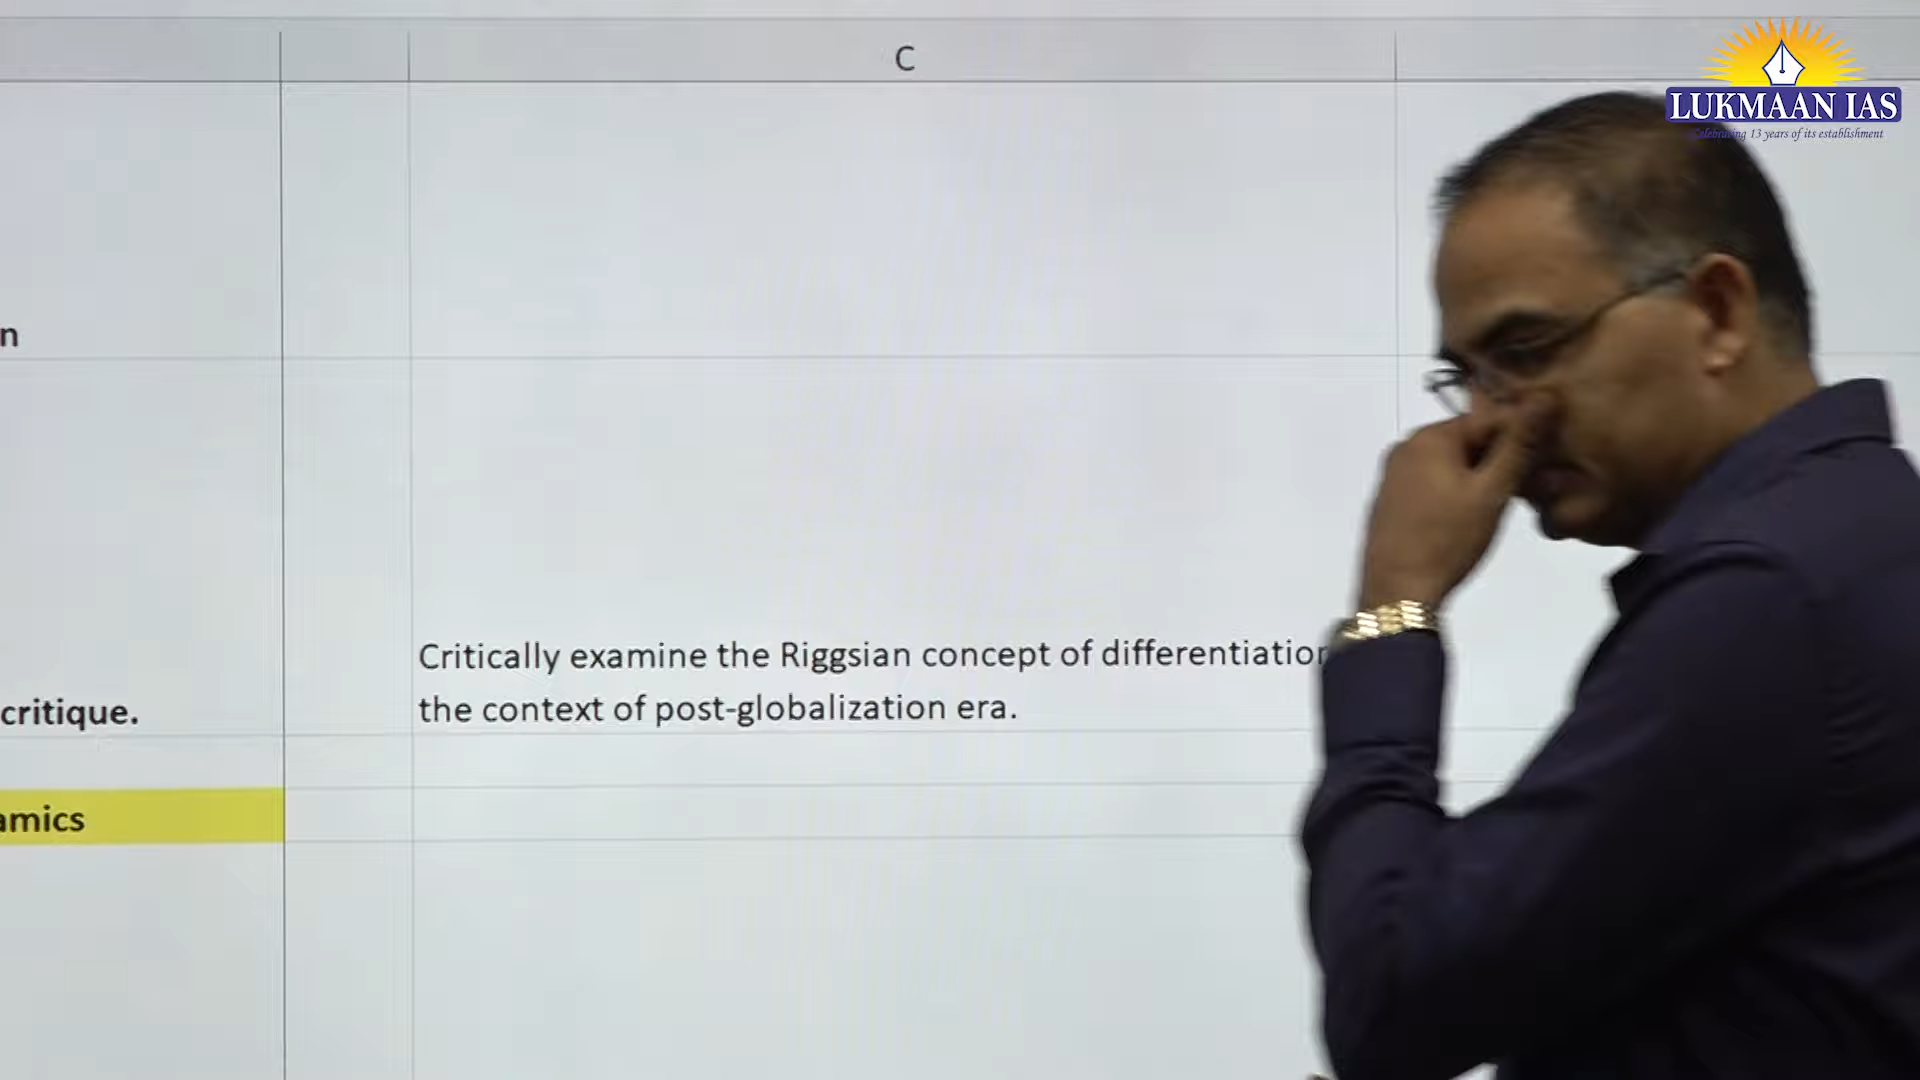 C
LUKMAAN IAS
Celebrating 13 years of its establishment
n
Critically examine the Riggsian concept of differentiation
the context of post-globalization era.
critique.
amics